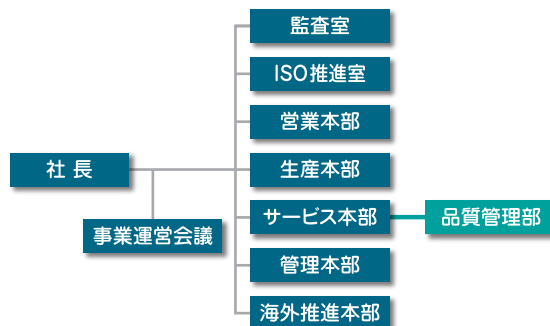 監査室
ISO推進室
営業本部
社長
生産本部
サービス本部
品質管理部
事業運営会議
管理本部
海外推進本部